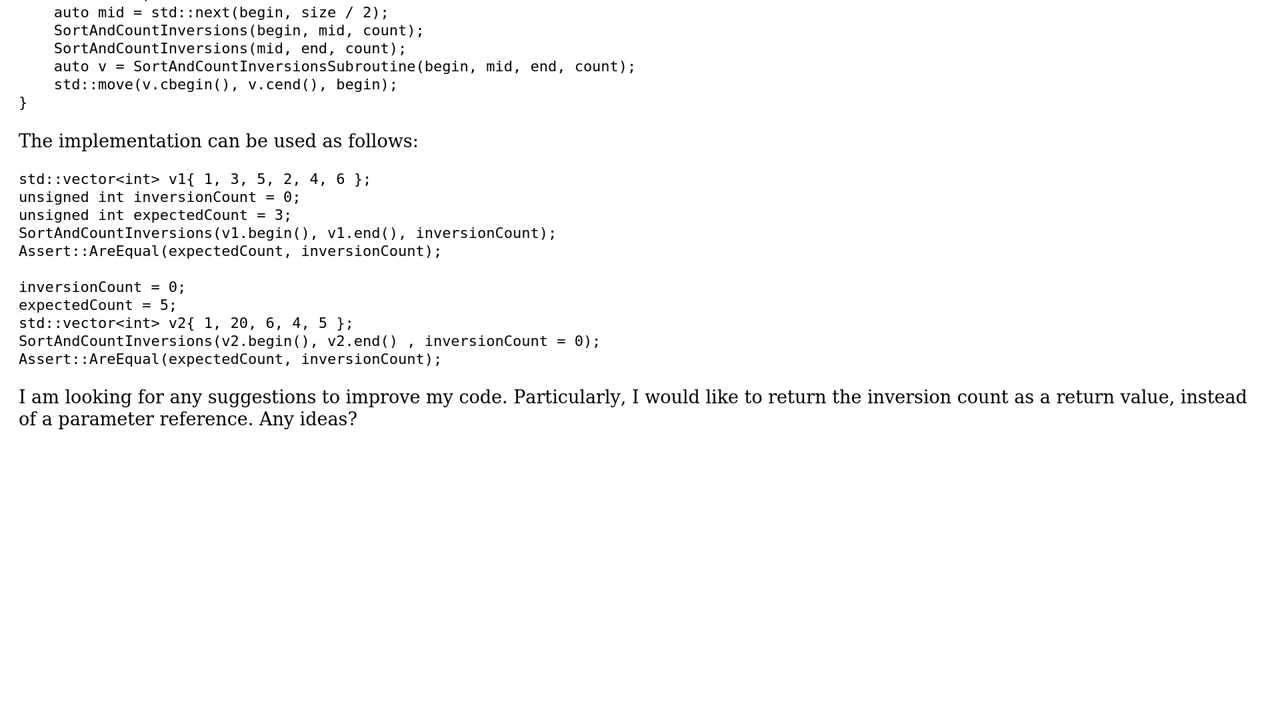 auto mid = std::next(begin, size / 2);
SortAndCountInversions(begin, mid, count);
SortAndCountInversions(mid, end, count);
auto v = SortAndCountInversionsSubroutine(begin, mid, end, count);
std::move(v.cbegin(), v.cend(), begin);
}
The implementation can be used as follows:
std::vector<int> v1{ 1, 3, 5, 2, 4, 6 };
unsigned int inversionCount = 0;
unsigned int expectedCount = 3;
SortAndCountInversions(v1.begin(), v1.end(), inversionCount);
Assert::AreEqual(expectedCount, inversionCount);
inversionCount = 0;
expectedCount = 5;
std::vector<int> v2{ 1, 20, 6, 4, 5 };
SortAndCountInversions(v2.begin(), v2.end() , inversionCount = 0);
Assert::AreEqual(expectedCount, inversionCount);
I am looking for any suggestions to improve my code. Particularly, I would like to return the inversion count as a return value, instead
of a parameter reference. Any ideas?